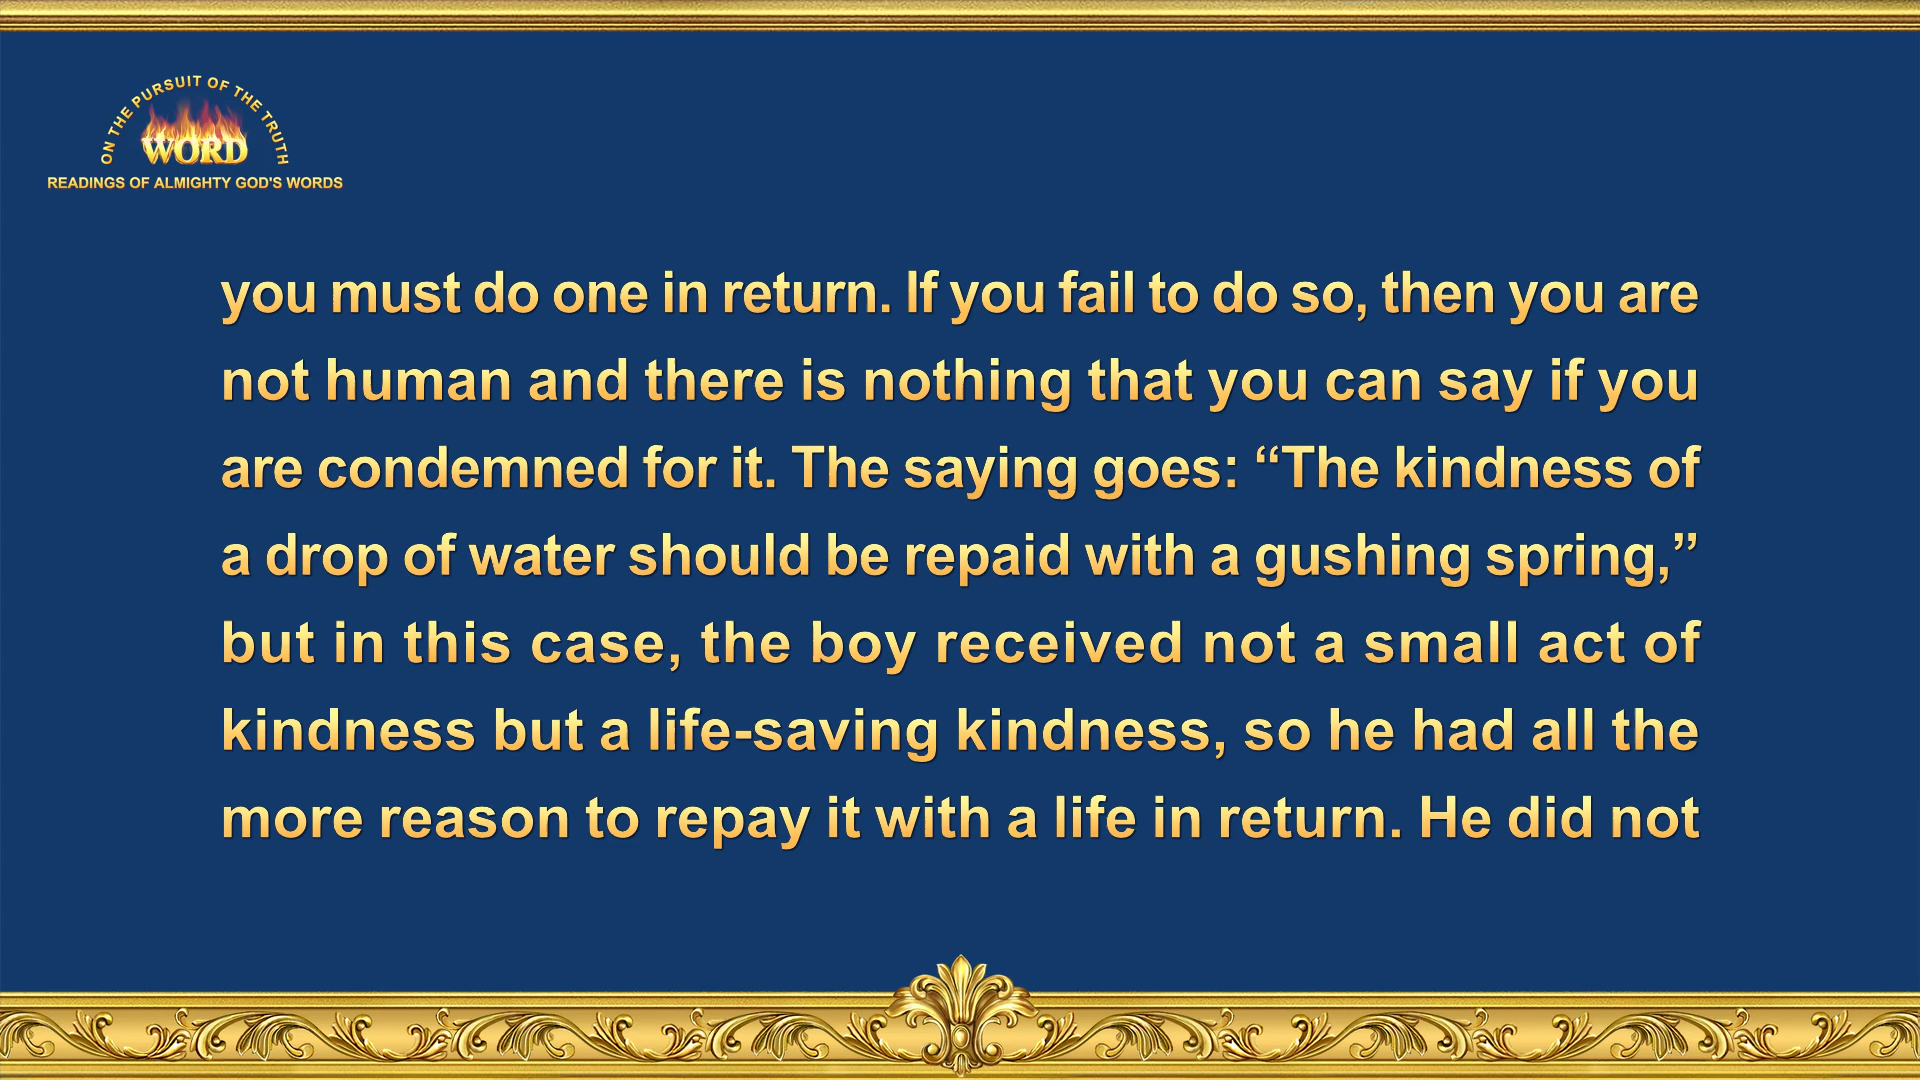 ON THE PURSUIT OF THE TRUTH
WORD
READINGS OF ALMIGHTY GOD'S WORDS
you must do one in return. If you fail to do so, then you are
not human and there is nothing that you can say if you
are condemned for it. The saying goes: “The kindness of
a drop of water should be repaid with a gushing spring,”
but in this case, the boy received not a small act of
kindness but a life-saving kindness, so he had all the
more reason to repay it with a life in return. He did not